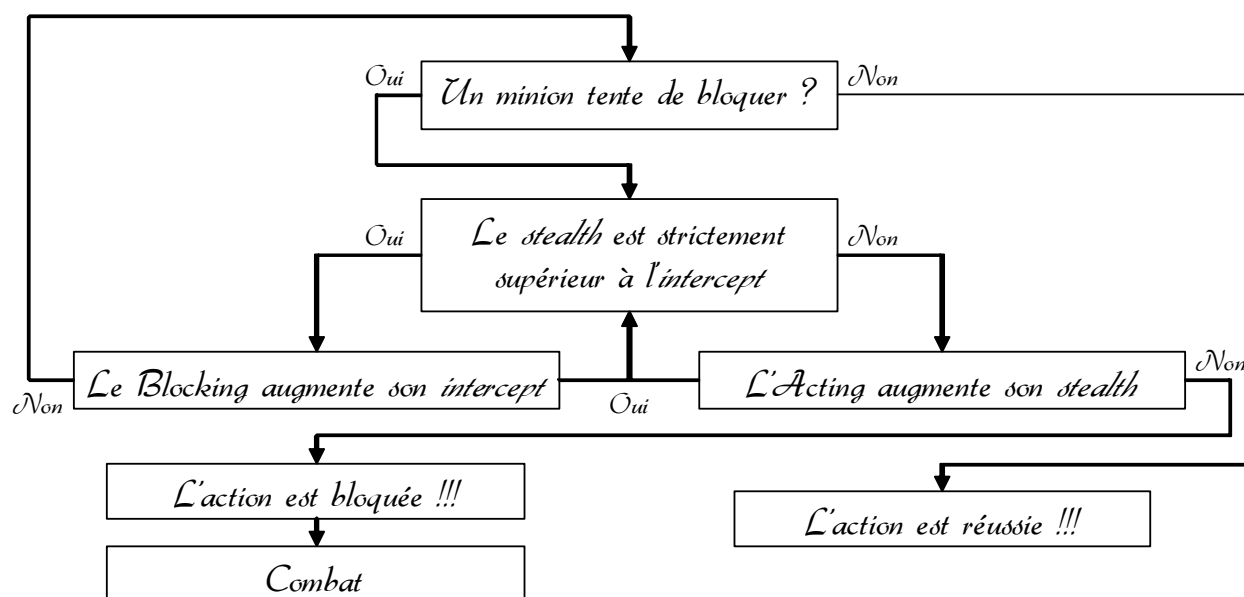 Oui
Un minion tente de bloquer ?
Non
Oui
Le stealth est strictement
supérieur à l'intercept
Non
Le Blocking augmente son intercept
Non
Oui
L'Acting augmente son stealth
Non
L'action est bloquée !!!
L'action est réussie !!!
Combat